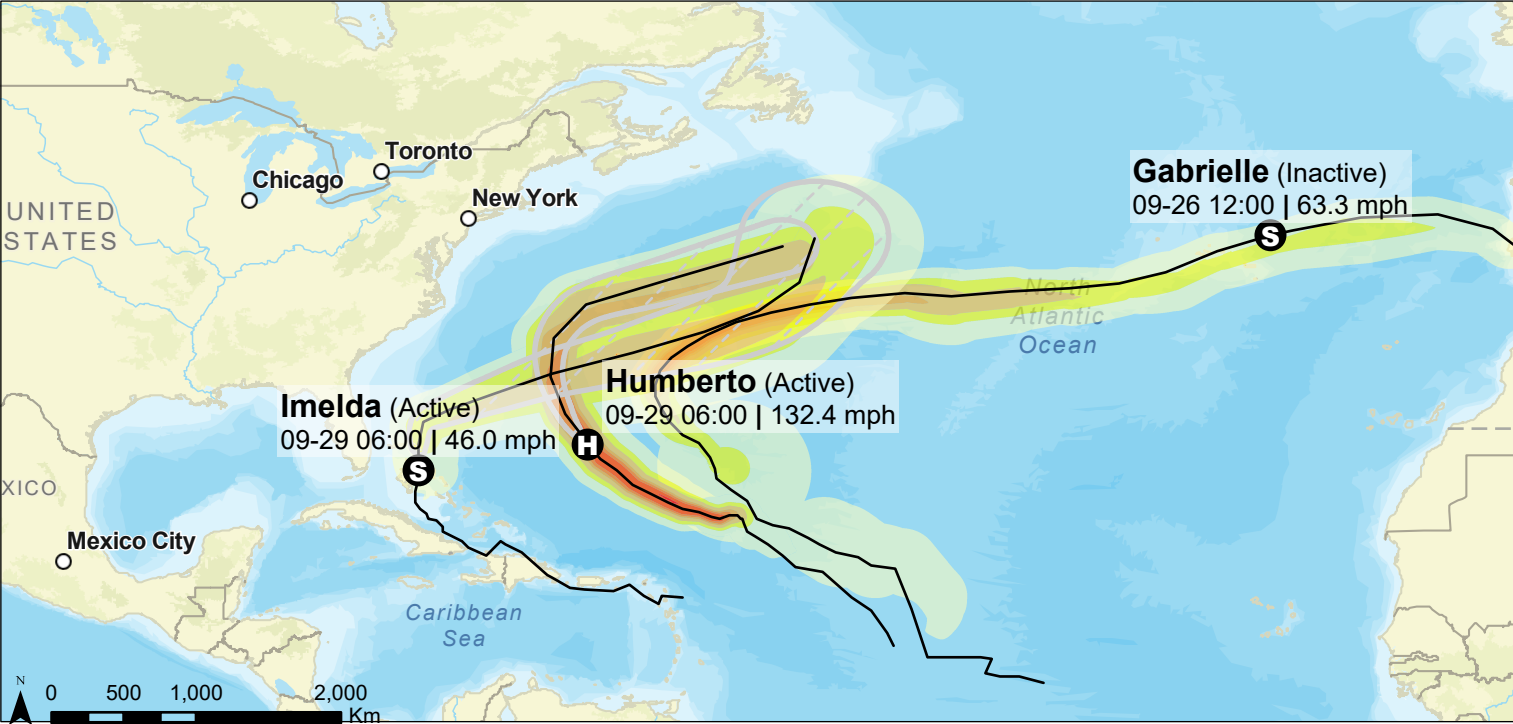 Toronto
Chicago
New York
UNITED
STATES
Gabrielle (Inactive)
09-26 12:00 | 63.3 mph
S
North
Atlantic
Ocean
Humberto (Active)
09-29 06:00 | 132.4 mph
H
Imelda (Active)
09-29 06:00 | 46.0 mph
S
XICO
Mexico City
Caribbean
Sea
N
0 500 1,000 2,000
Km